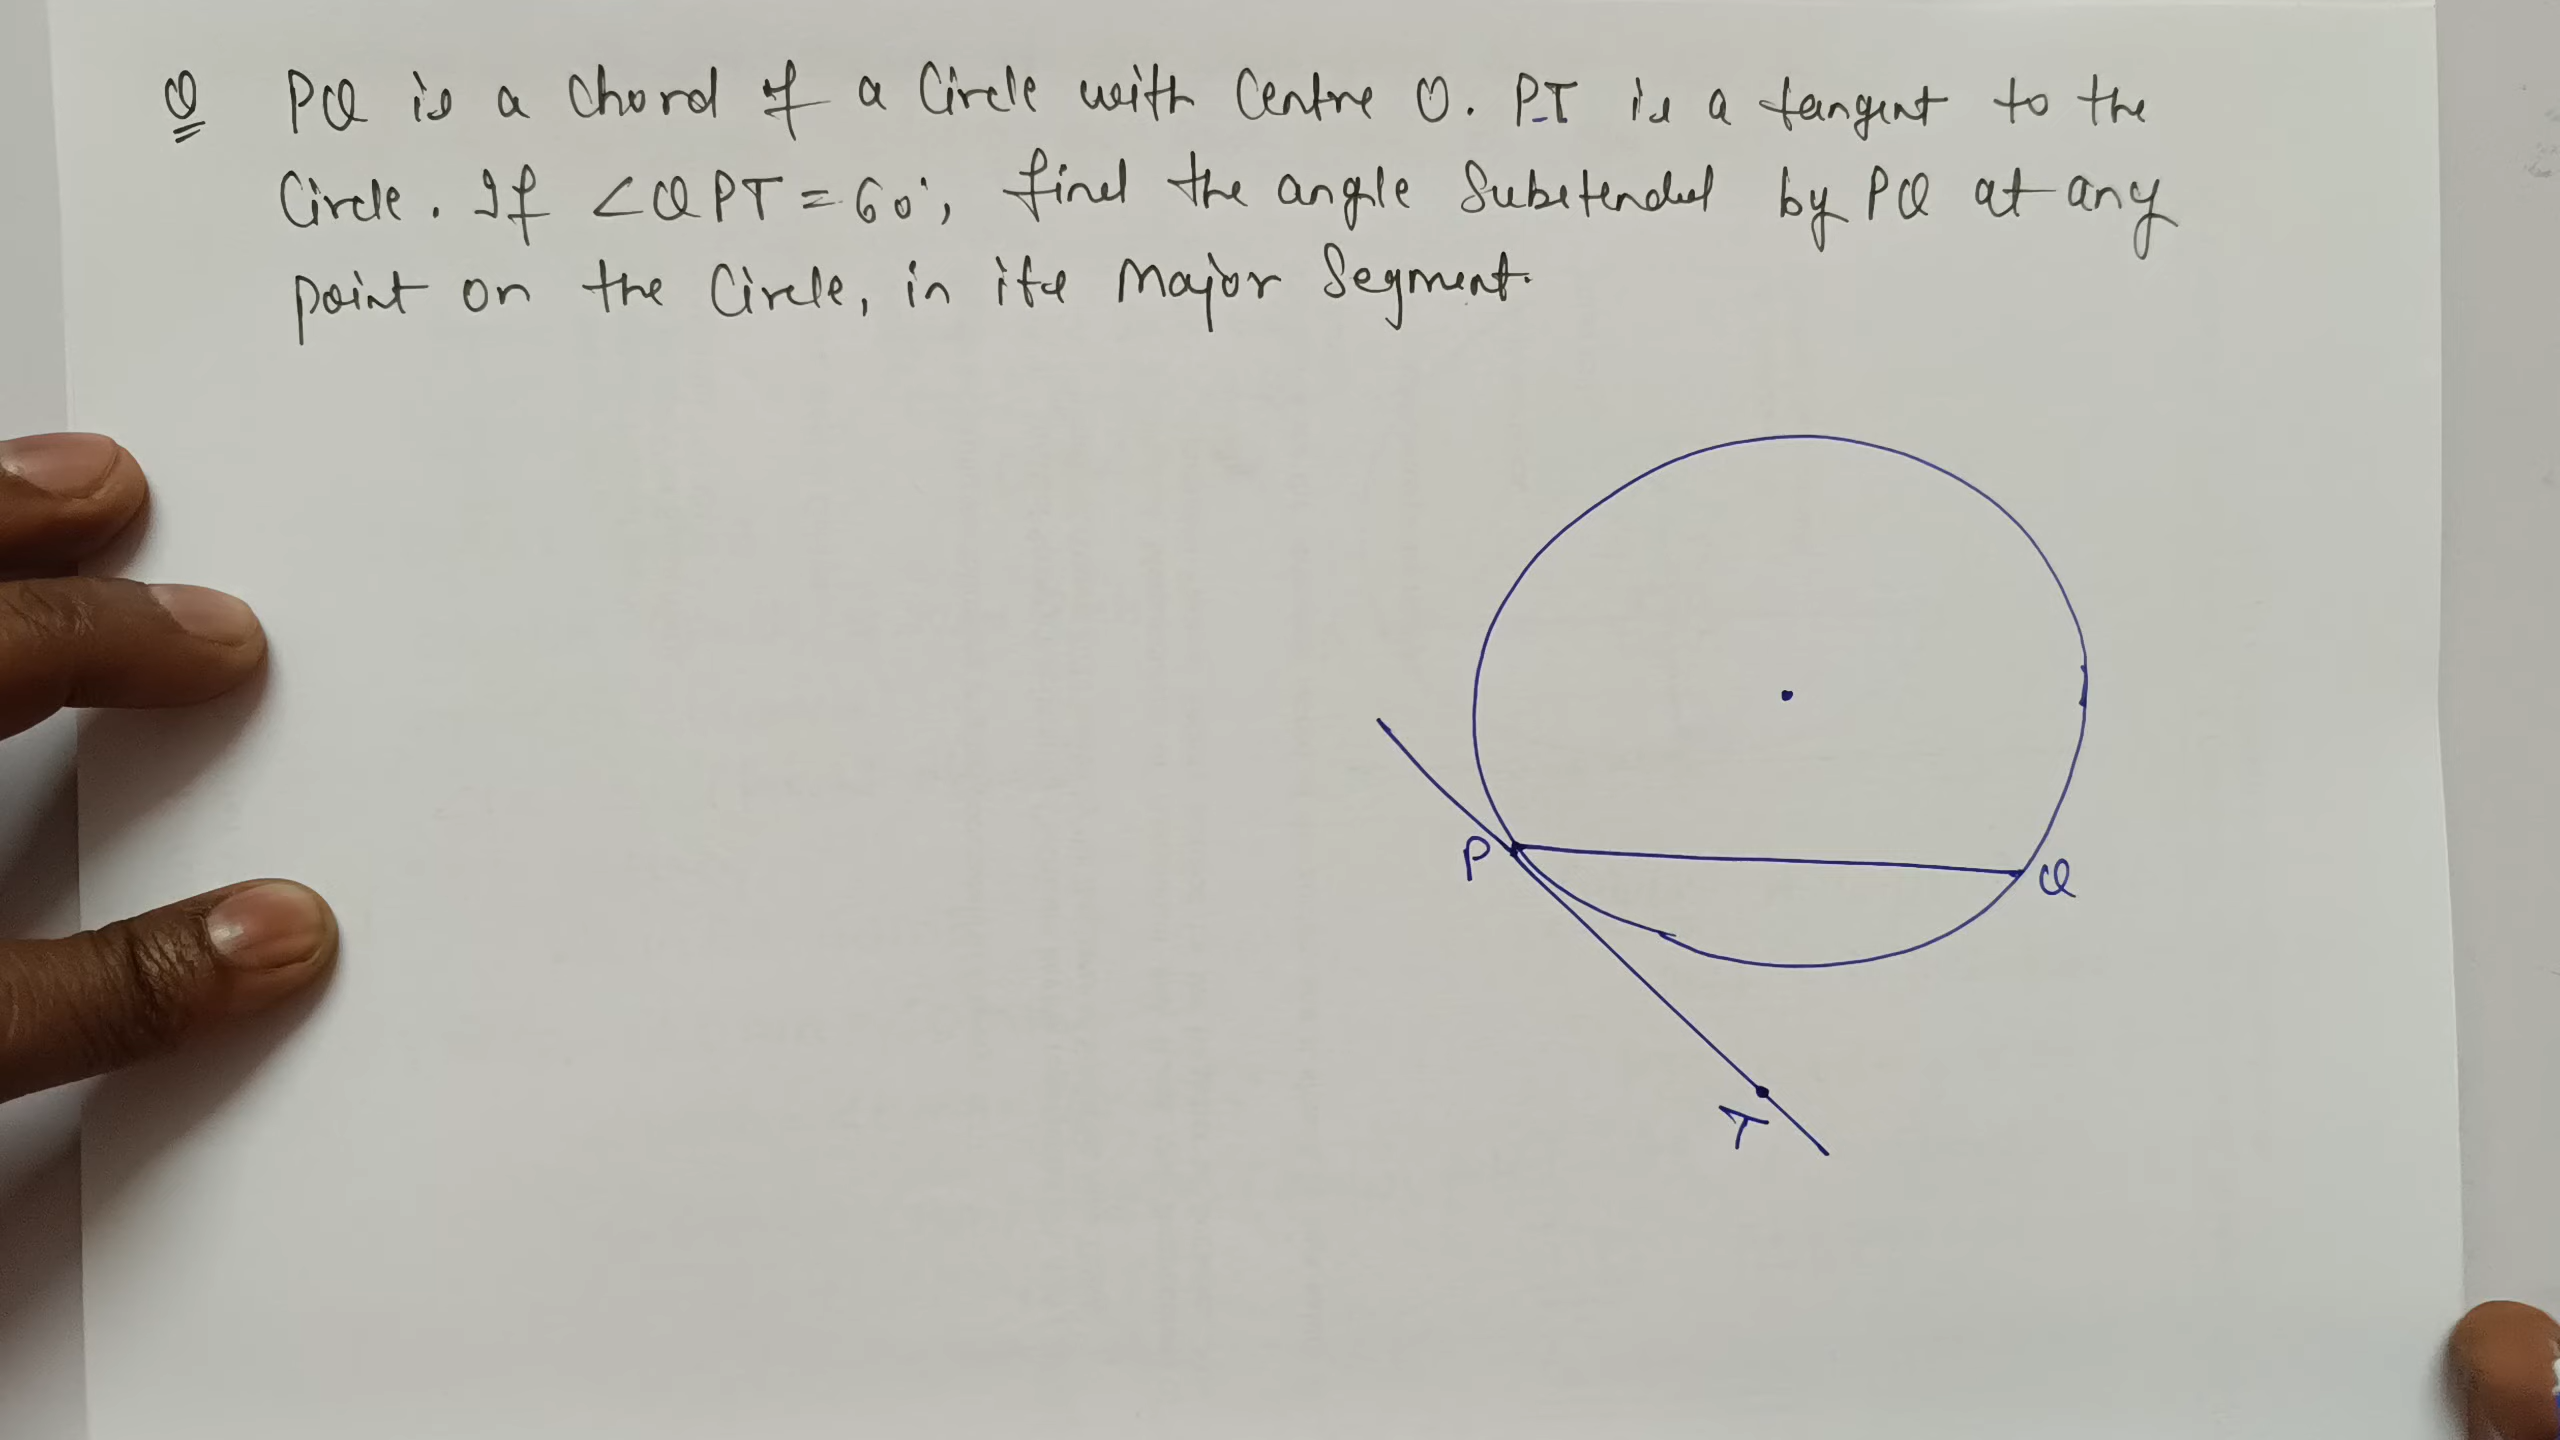 Q PQ is a Chord of a Circle with Centre O. PT is a tangent to the
Circle. If ∠QPT = 60°, find the angle Subetended by PQ at any
point on the Circle, in its Major Segment.
P
Q
T